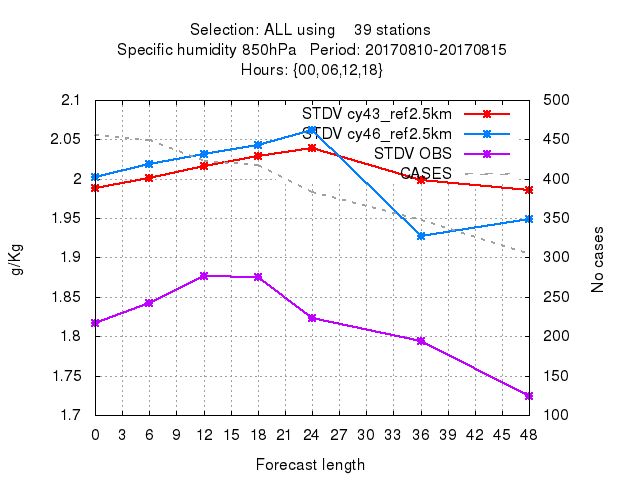 Selection: ALL using    39 stations
Specific humidity 850hPa   Period: 20170810-20170815
Hours: {00,06,12,18}
2.1 500
STDV cy43_ref2.5km
2.05 STDV cy46_ref2.5km 450
STDV OBS
2 CASES 400
1.95 350
1.9 300
g/Kg No cases
1.85 250
1.8 200
1.75 150
1.7 100
0 3 6 9 12 15 18 21 24 27 30 33 36 39 42 45 48
Forecast length